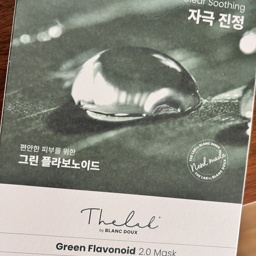 Clear Soothing
자극 진정
편안한 피부를 위한
그린 플라보노이드
Thelab
by BLANC DOUX
Green Flavonoid 2.0 Mask